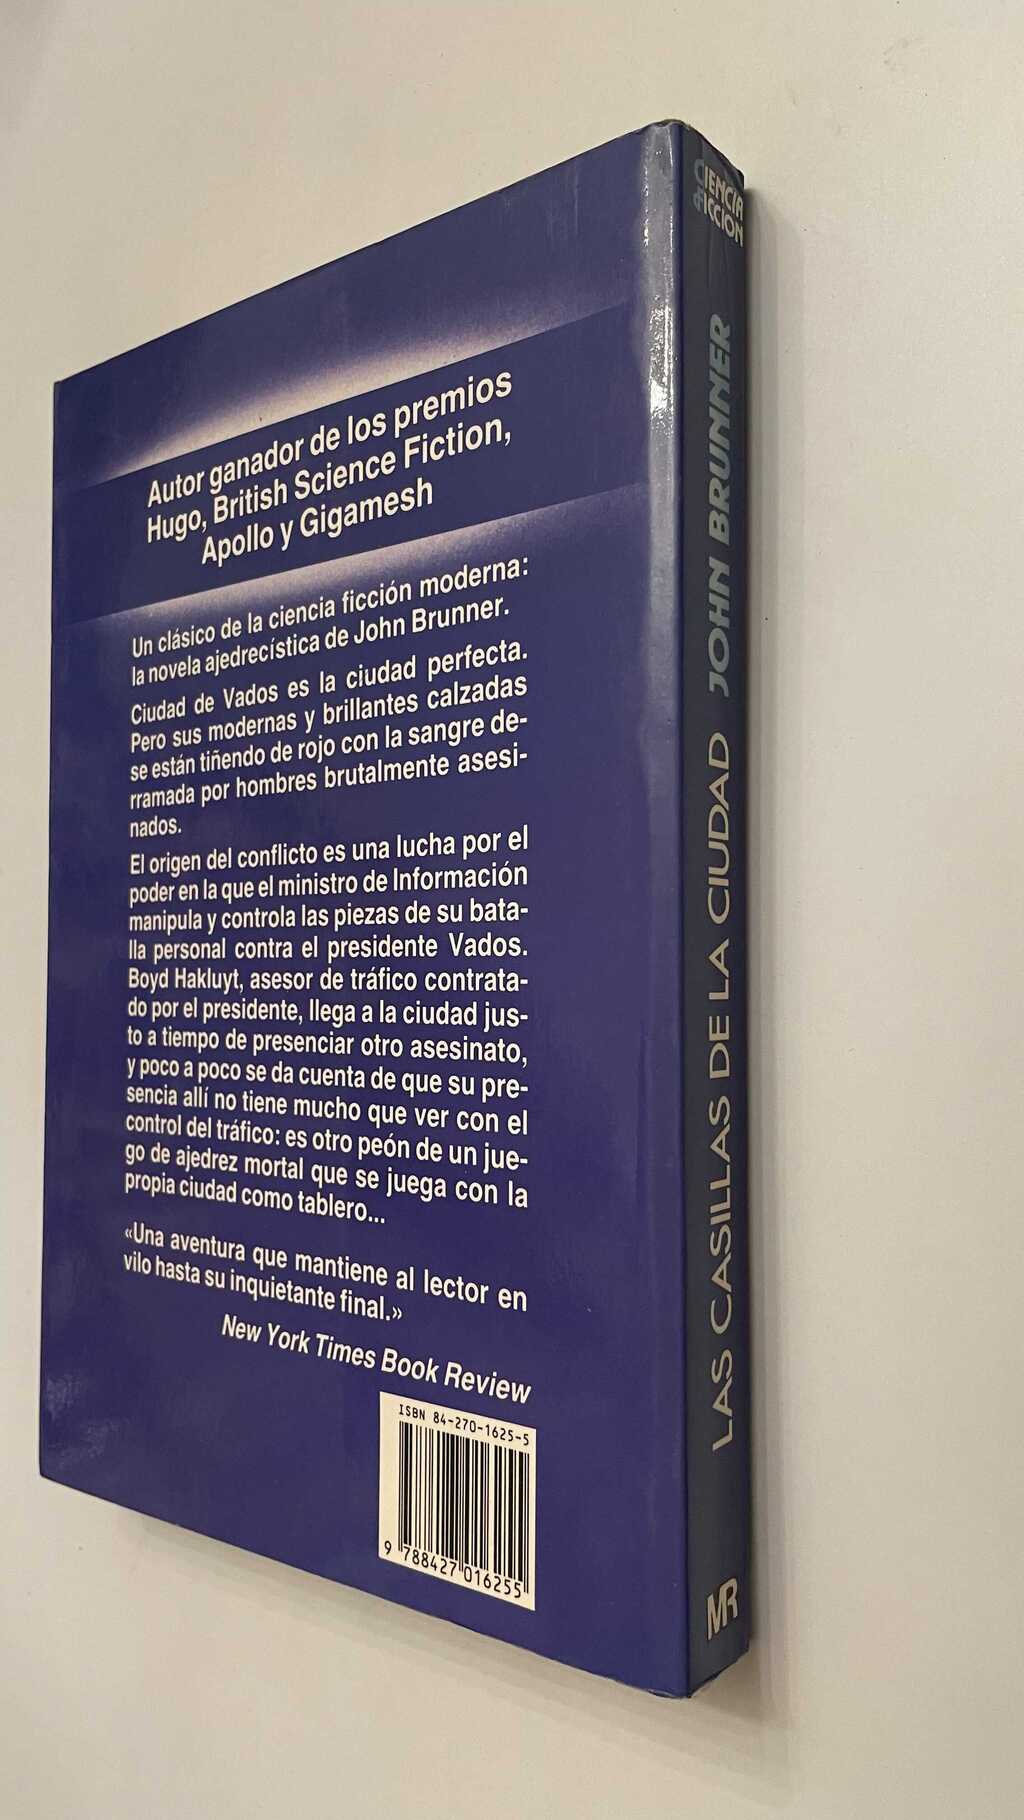 Autor ganador de los premios
Hugo, British Science Fiction,
Apollo y Gigamesh
Un clásico de la ciencia ficción moderna:
la novela ajedrecística de John Brunner.
Ciudad de Vados es la ciudad perfecta.
Pero sus modernas y brillantes calzadas
se están tiñendo de rojo con la sangre de-
rramada por hombres brutalmente asesi-
nados.
El origen del conflicto es una lucha por el
poder en la que el ministro de Información
manipula y controla las piezas de su bata-
lla personal contra el presidente Vados.
Boyd Hakluyt, asesor de tráfico contrata-
do por el presidente, llega a la ciudad jus-
to a tiempo de presenciar otro asesinato,
y poco a poco se da cuenta de que su pre-
sencia allí no tiene mucho que ver con el
control del tráfico: es otro peón de un jue-
go de ajedrez mortal que se juega con la
propia ciudad como tablero...
«Una aventura que mantiene al lector en
vilo hasta su inquietante final.»
New York Times Book Review
ISBN 84-270-1625-5
9 788427 016255
CIENCIA
FICCION
LAS CASILLAS DE LA CIUDAD JOHN BRUNNER
MR